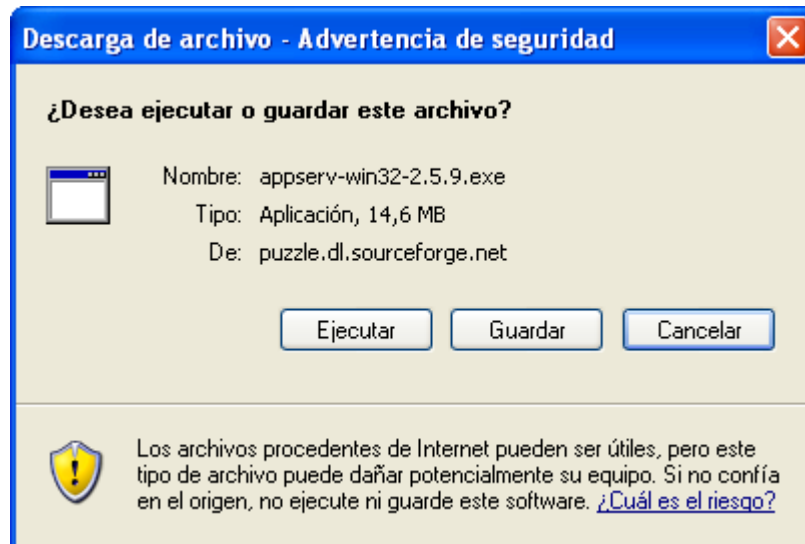 Descarga de archivo - Advertencia de seguridad
¿Desea ejecutar o guardar este archivo?
Nombre: appserv-win32-2.5.9.exe
Tipo: Aplicación, 14,6 MB
De: puzzle.dl.sourceforge.net
Ejecutar Guardar Cancelar
Los archivos procedentes de Internet pueden ser útiles, pero este
tipo de archivo puede dañar potencialmente su equipo. Si no confía
en el origen, no ejecute ni guarde este software. ¿Cuál es el riesgo?